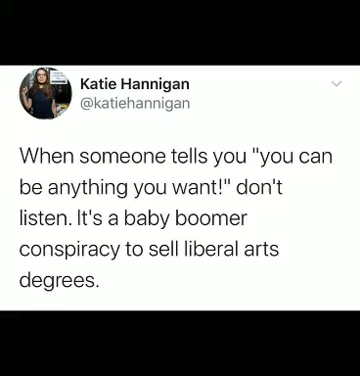 Katie Hannigan
@katiehannigan
When someone tells you "you can
be anything you want!" don't
listen. It's a baby boomer
conspiracy to sell liberal arts
degrees.